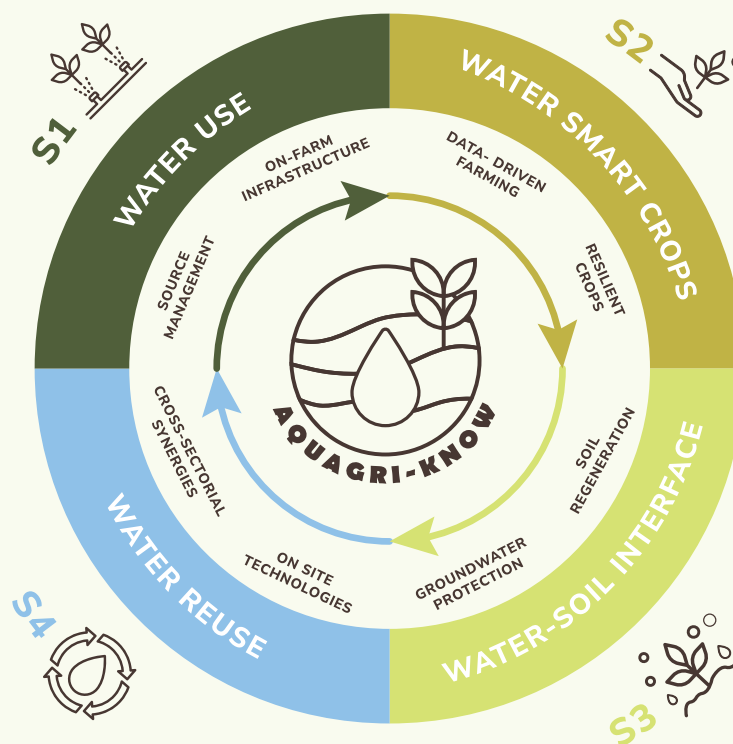 S1
WATER USE
SOURCE
MANAGEMENT
ON-FARM
INFRASTRUCTURE
S2
WATER SMART CROPS
DATA- DRIVEN
FARMING
RESILIENT
CROPS
S3
WATER-SOIL INTERFACE
SOIL
REGENERATION
GROUNDWATER
PROTECTION
S4
WATER REUSE
ON SITE
TECHNOLOGIES
CROSS-SECTORIAL
SYNERGIES
AQUAGRI-KNOW